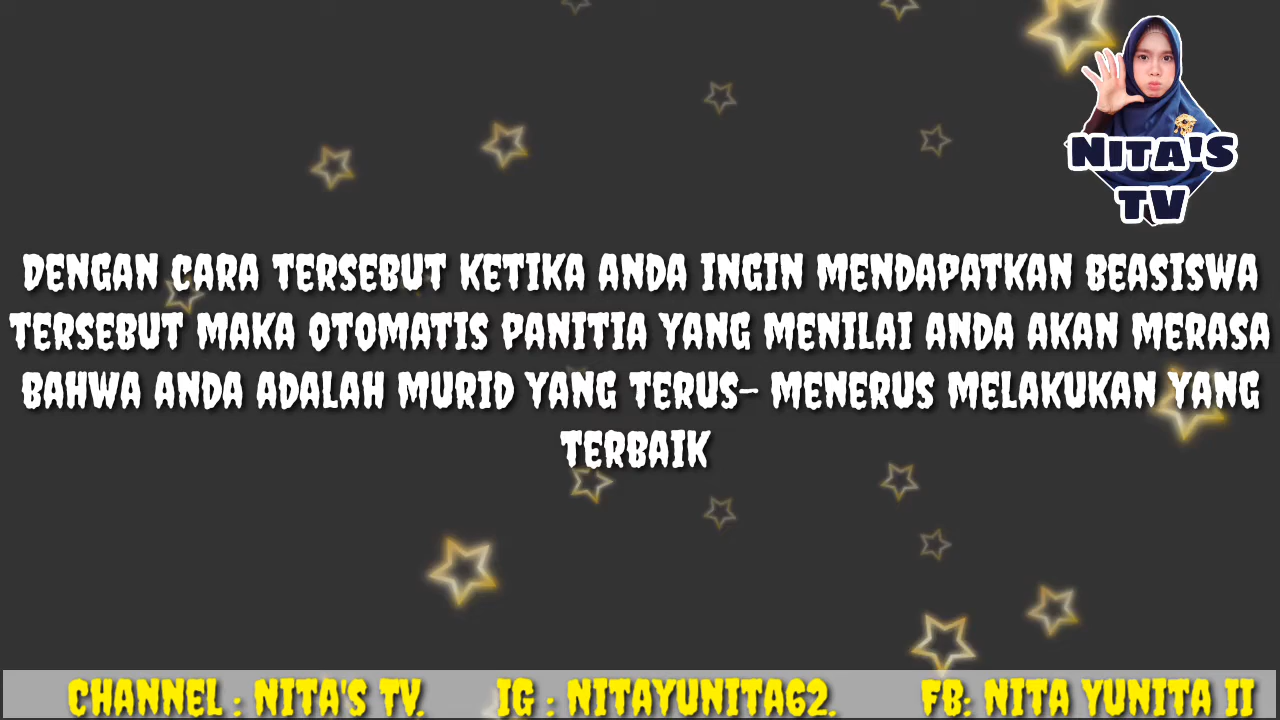 NITA'S
TV
DENGAN CARA TERSEBUT KETIKA ANDA INGIN MENDAPATKAN BEASISWA
TERSEBUT MAKA OTOMATIS PANITIA YANG MENILAI ANDA AKAN MERASA
BAHWA ANDA ADALAH MURID YANG TERUS- MENERUS MELAKUKAN YANG
TERBAIK
CHANNEL : NITA'S TV. IG : NITAYUNITA62. FB: NITA YUNITA II